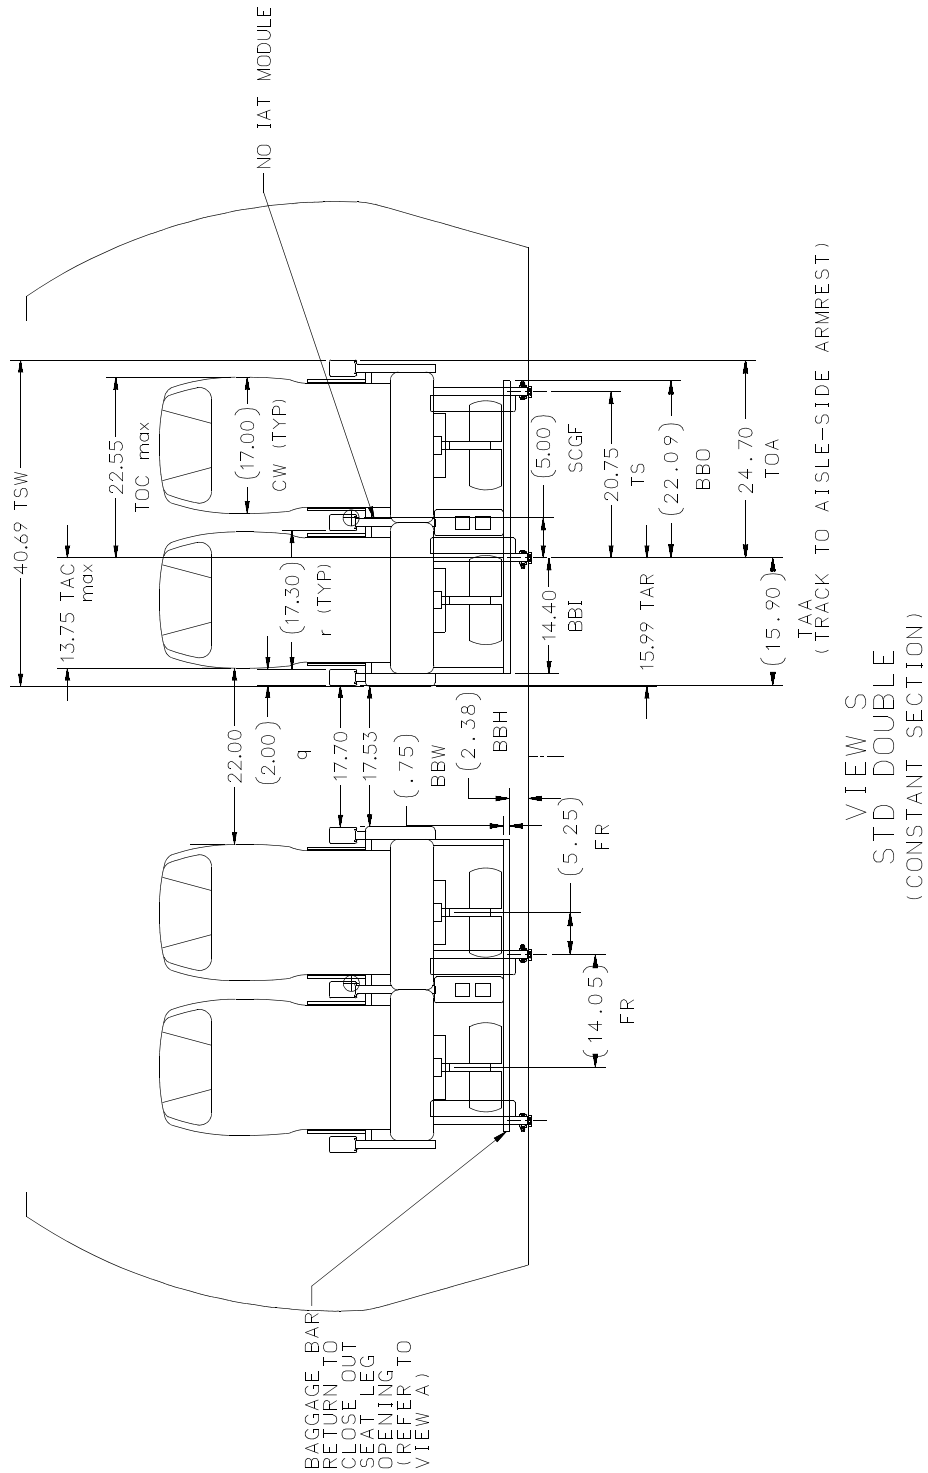 NO IAT MODULE
40.69 TSW
13.75 TAC
max
22.55
TOC max
(17.00)
CW (TYP)
(17.30)
r (TYP)
(5.00)
SCGF
20.75
TS
(22.09)
BBO
24.70
TOA
14.40
BBI
15.99 TAR
(15.90)
TAA
(TRACK TO AISLE-SIDE ARMREST)
22.00
(2.00)
q
17.70
17.53
(.75)
BBW
(2.38)
BBH
(5.25)
FR
(14.05)
FR
BAGGAGE BAR
RETURN TO
CLOSE OUT
SEAT LEG
OPENING
(REFER TO
VIEW A)
VIEW S
STD DOUBLE
(CONSTANT SECTION)